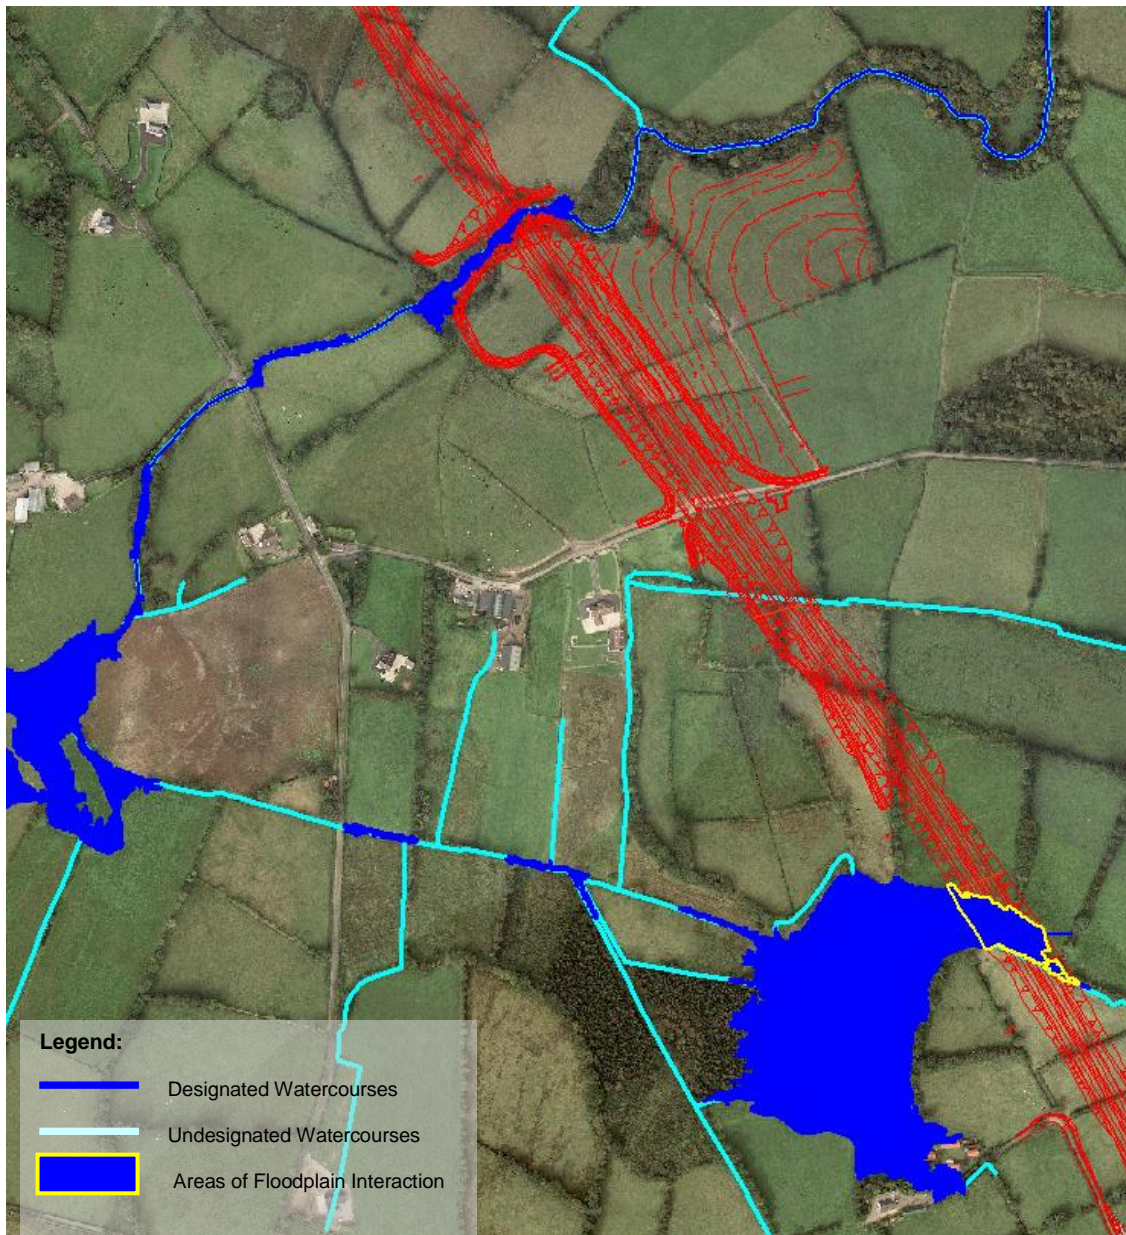 Legend:
Designated Watercourses
Undesignated Watercourses
Areas of Floodplain Interaction